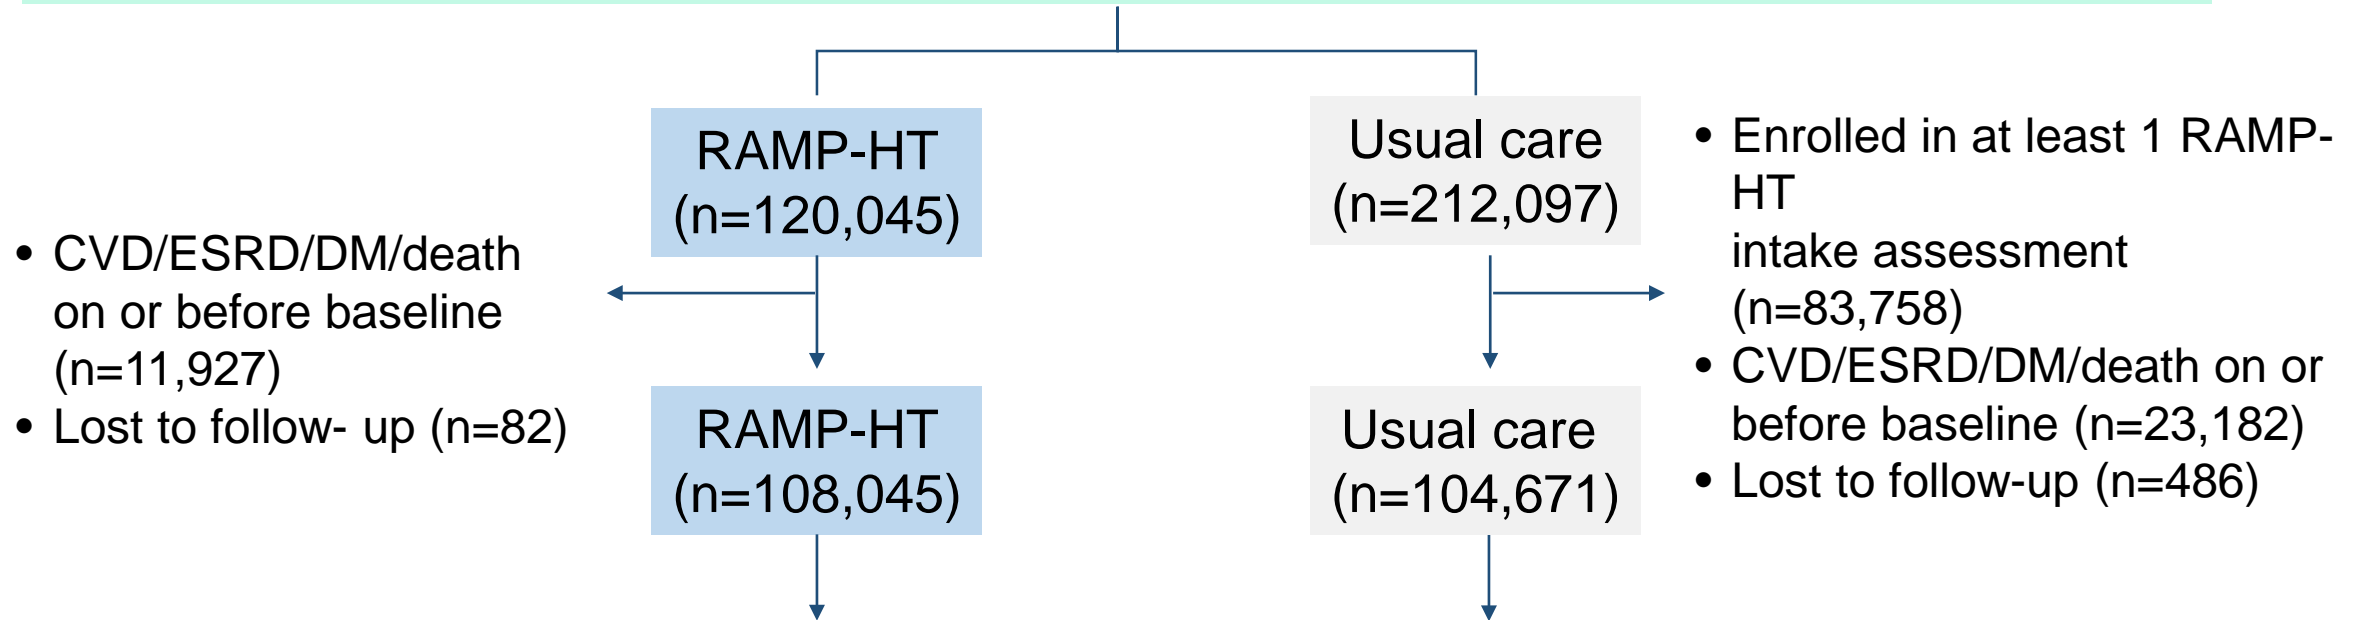 RAMP-HT
(n=120,045)
Usual care
(n=212,097)
• CVD/ESRD/DM/death
on or before baseline
(n=11,927)
• Lost to follow- up (n=82)
• Enrolled in at least 1 RAMP-
HT
intake assessment
(n=83,758)
• CVD/ESRD/DM/death on or
before baseline (n=23,182)
• Lost to follow-up (n=486)
RAMP-HT
(n=108,045)
Usual care
(n=104,671)